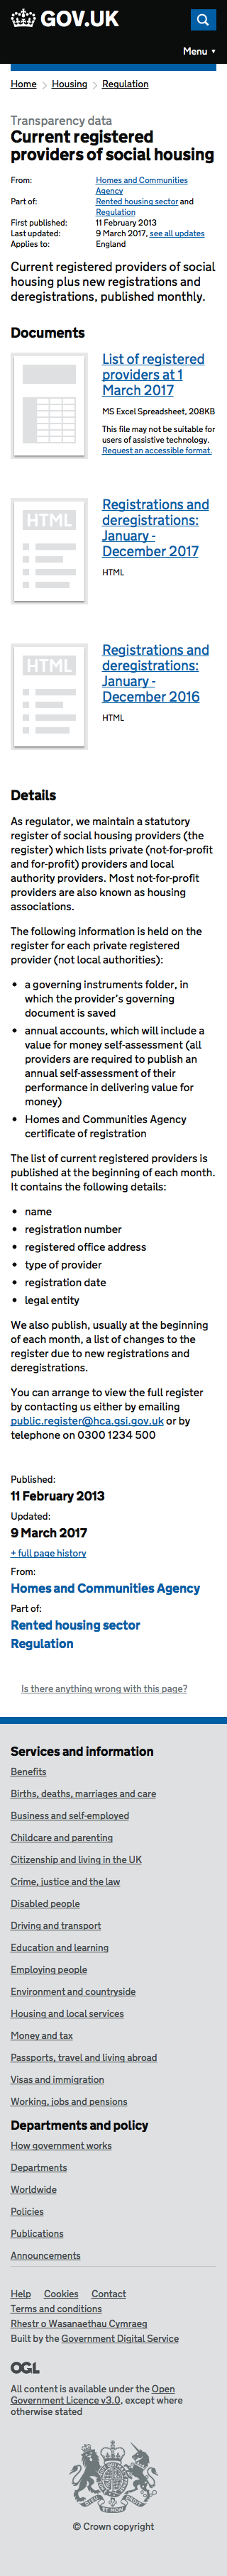 GOV.UK
Menu ▼
Home > Housing > Regulation
Transparency data
Current registered
providers of social housing
From: Homes and Communities
Agency
Part of: Rented housing sector and
Regulation
First published: 11 February 2013
Last updated: 9 March 2017, see all updates
Applies to: England
Current registered providers of social
housing plus new registrations and
deregistrations, published monthly.
Documents
List of registered
providers at 1
March 2017
MS Excel Spreadsheet, 208KB
This file may not be suitable for
users of assistive technology.
Request an accessible format.
HTML
Registrations and
deregistrations:
January -
December 2017
HTML
HTML
Registrations and
deregistrations:
January -
December 2016
HTML
Details
As regulator, we maintain a statutory
register of social housing providers (the
register) which lists private (not-for-profit
and for-profit) providers and local
authority providers. Most not-for-profit
providers are also known as housing
associations.
The following information is held on the
register for each private registered
provider (not local authorities):
• a governing instruments folder, in
which the provider's governing
document is saved
• annual accounts, which will include a
value for money self-assessment (all
providers are required to publish an
annual self-assessment of their
performance in delivering value for
money)
• Homes and Communities Agency
certificate of registration
The list of current registered providers is
published at the beginning of each month.
It contains the following details:
• name
• registration number
• registered office address
• type of provider
• registration date
• legal entity
We also publish, usually at the beginning
of each month, a list of changes to the
register due to new registrations and
deregistrations.
You can arrange to view the full register
by contacting us either by emailing
public.register@hca.gsi.gov.uk or by
telephone on 0300 1234 500
Published:
11 February 2013
Updated:
9 March 2017
+ full page history
From:
Homes and Communities Agency
Part of:
Rented housing sector
Regulation
Is there anything wrong with this page?
Services and information
Benefits
Births, deaths, marriages and care
Business and self-employed
Childcare and parenting
Citizenship and living in the UK
Crime, justice and the law
Disabled people
Driving and transport
Education and learning
Employing people
Environment and countryside
Housing and local services
Money and tax
Passports, travel and living abroad
Visas and immigration
Working, jobs and pensions
Departments and policy
How government works
Departments
Worldwide
Policies
Publications
Announcements
Help Cookies Contact
Terms and conditions
Rhestr o Wasanaethau Cymraeg
Built by the Government Digital Service
OGL
All content is available under the Open
Government Licence v3.0, except where
otherwise stated
© Crown copyright